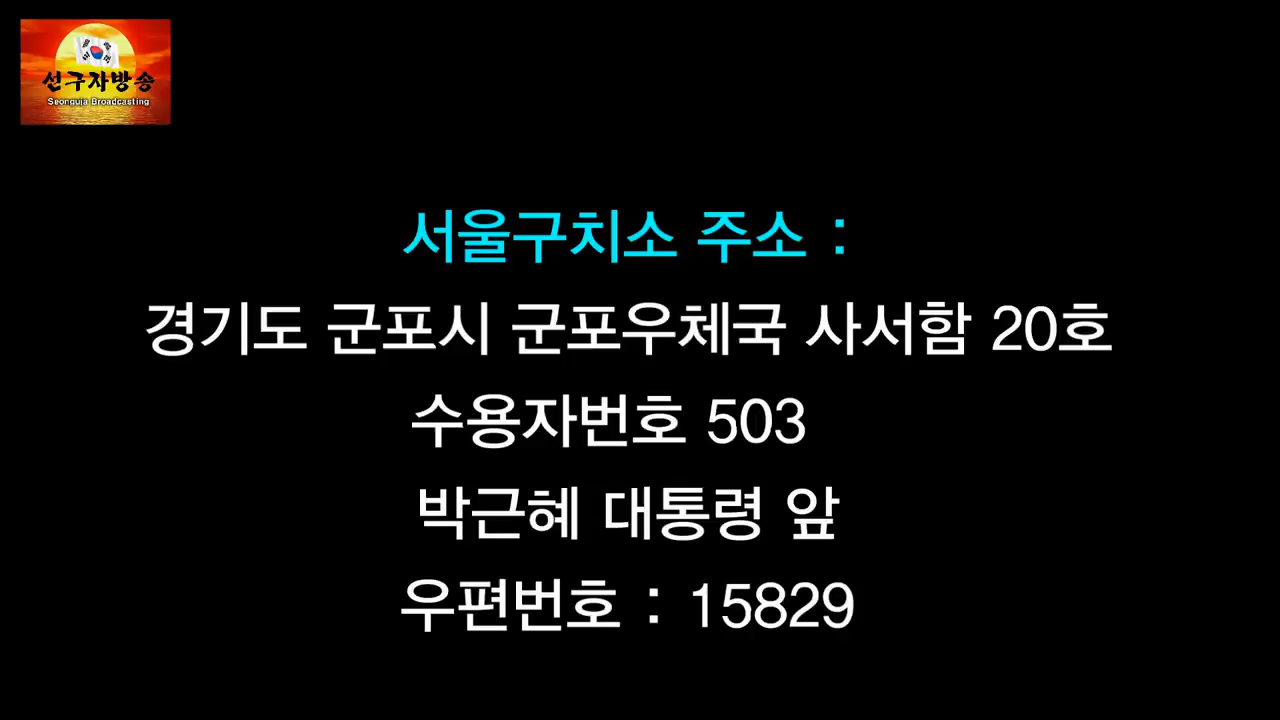 선구자방송
Seonguja Broadcasting
서울구치소 주소 :
경기도 군포시 군포우체국 사서함 20호
수용자번호 503
박근혜 대통령 앞
우편번호 : 15829